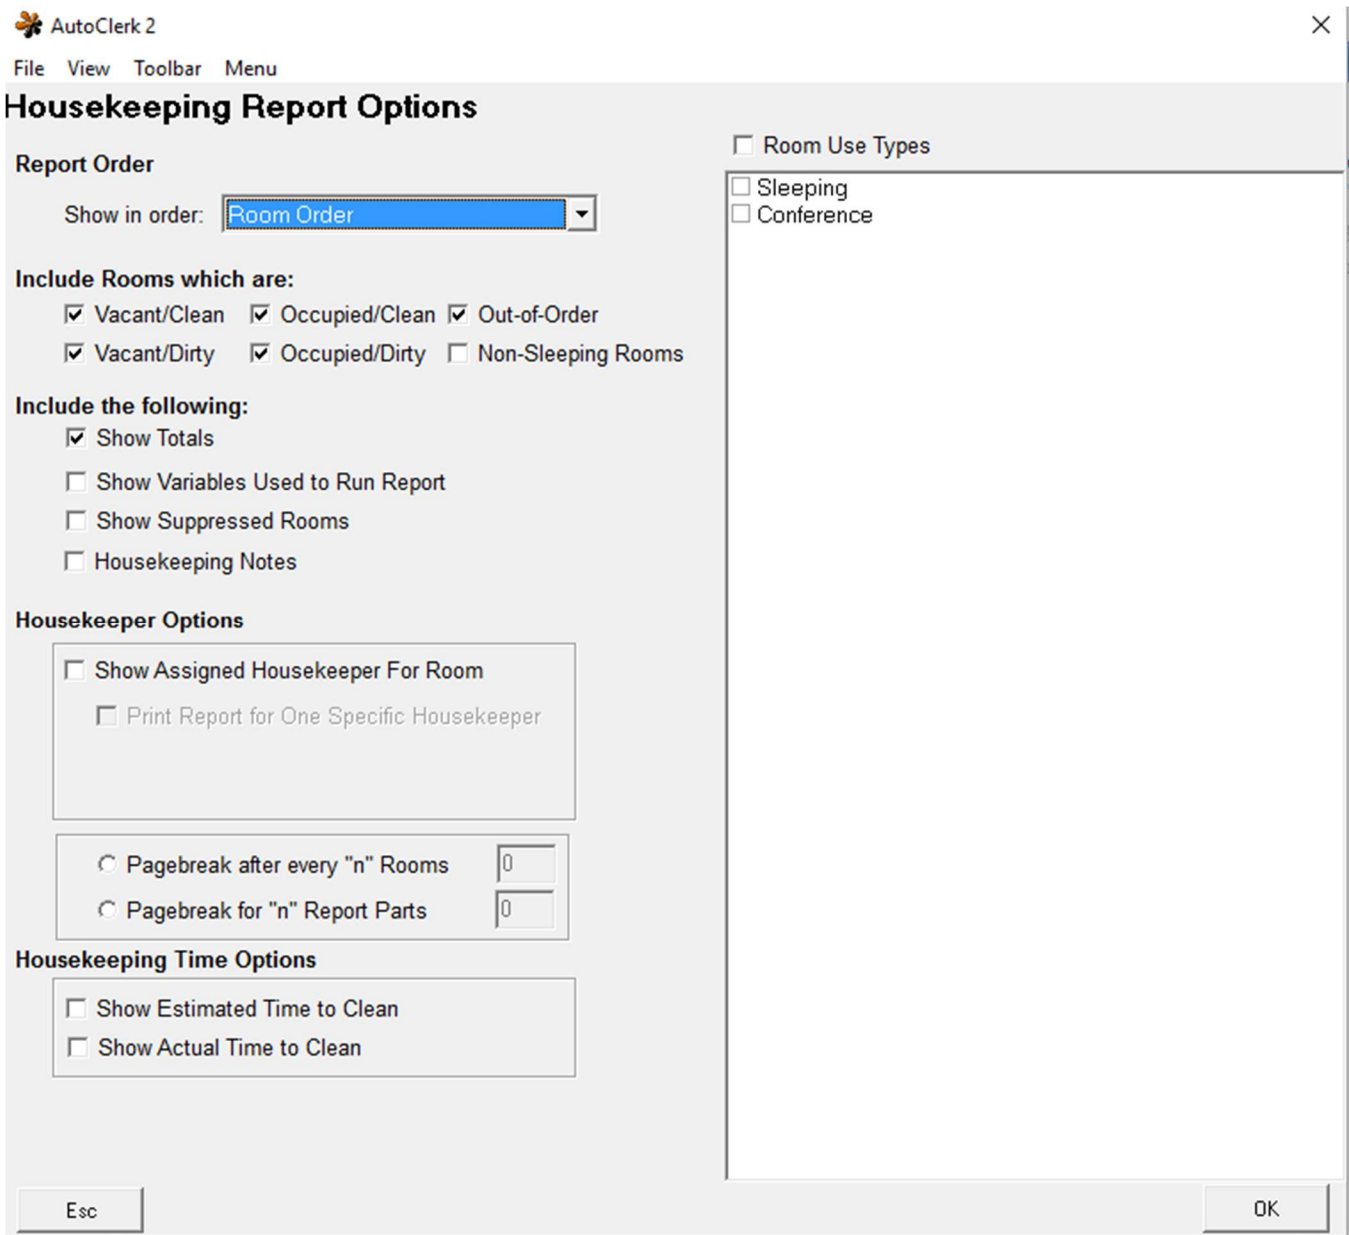 AutoClerk 2
File View Toolbar Menu
Housekeeping Report Options
Report Order
Show in order: Room Order
Include Rooms which are:
Vacant/Clean Occupied/Clean Out-of-Order
Vacant/Dirty Occupied/Dirty Non-Sleeping Rooms
Include the following:
Show Totals
Show Variables Used to Run Report
Show Suppressed Rooms
Housekeeping Notes
Housekeeper Options
Show Assigned Housekeeper For Room
Print Report for One Specific Housekeeper
Pagebreak after every "n" Rooms 0
Pagebreak for "n" Report Parts 0
Housekeeping Time Options
Show Estimated Time to Clean
Show Actual Time to Clean
Room Use Types
Sleeping
Conference
Esc
OK